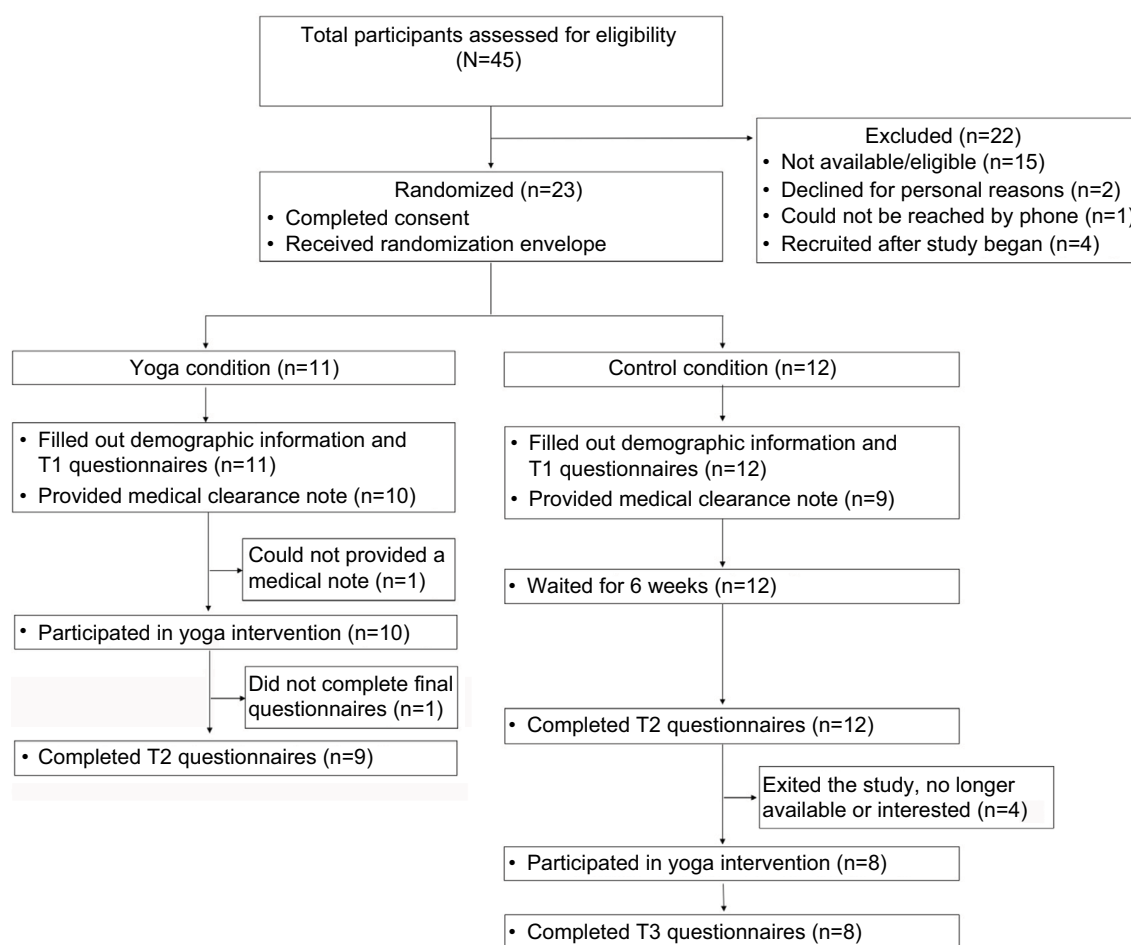 Total participants assessed for eligibility
(N=45)
Excluded (n=22)
• Not available/eligible (n=15)
• Declined for personal reasons (n=2)
• Could not be reached by phone (n=1)
• Recruited after study began (n=4)
Randomized (n=23)
• Completed consent
• Received randomization envelope
Yoga condition (n=11)
Control condition (n=12)
• Filled out demographic information and
T1 questionnaires (n=11)
• Provided medical clearance note (n=10)
• Filled out demographic information and
T1 questionnaires (n=12)
• Provided medical clearance note (n=9)
Could not provided a
medical note (n=1)
• Waited for 6 weeks (n=12)
• Participated in yoga intervention (n=10)
Did not complete final
questionnaires (n=1)
• Completed T2 questionnaires (n=12)
• Completed T2 questionnaires (n=9)
Exited the study, no longer
available or interested (n=4)
• Participated in yoga intervention (n=8)
• Completed T3 questionnaires (n=8)